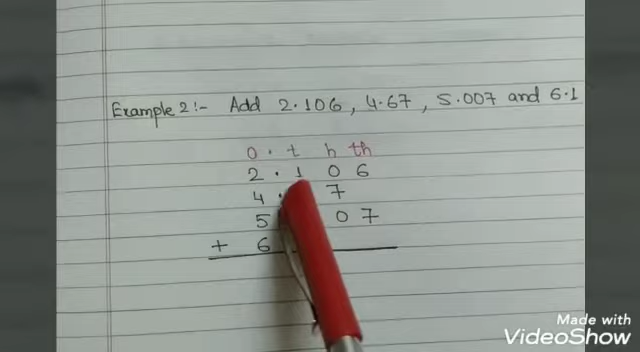 Example 2:- Add 2.106, 4.67, 5.007 and 6.1
O . t h th
2 . 1 0 6
4 . 7
5 0 7
+ 6
Made with
VideoShow